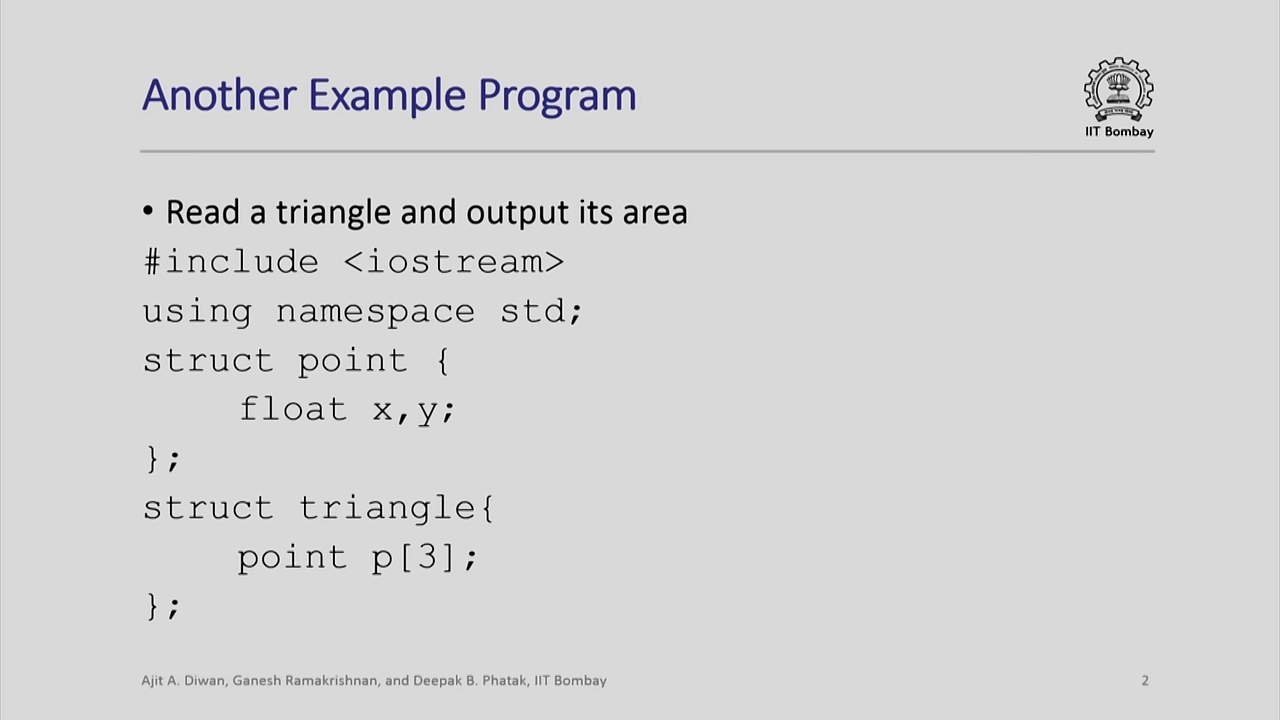 Another Example Program
IIT Bombay
• Read a triangle and output its area
#include <iostream>
using namespace std;
struct point {
float x,y;
};
struct triangle{
point p[3];
};
Ajit A. Diwan, Ganesh Ramakrishnan, and Deepak B. Phatak, IIT Bombay
2